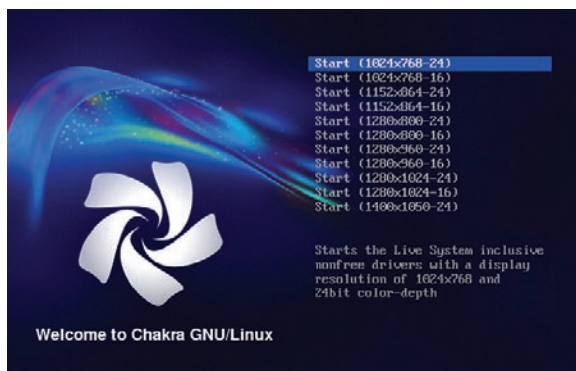 Start (1024x768-24)
Start (1024x768-16)
Start (1152x864-24)
Start (1152x864-16)
Start (1280x800-24)
Start (1280x800-16)
Start (1280x960-24)
Start (1280x960-16)
Start (1280x1024-24)
Start (1280x1024-16)
Start (1400x1050-24)
Starts the Live System inclusive
nonfree drivers with a display
resolution of 1024x768 and
24bit color-depth
Welcome to Chakra GNU/Linux